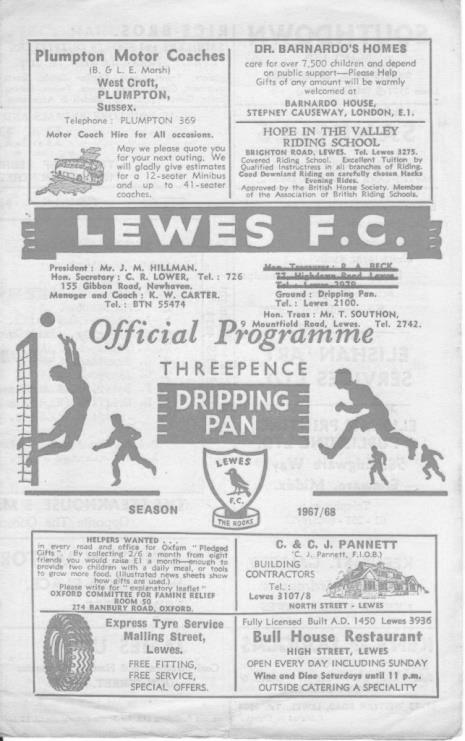 Plumpton Motor Coaches
(B. & L. E. Marsh)
West Croft,
PLUMPTON,
Sussex.
Telephone : PLUMPTON 369
Motor Coach Hire for All occasions.
May we please quote you
for your next outing. We
will gladly give estimates
for a 12-seater Minibus
and up to 41-seater
coaches.
DR. BARNARDO'S HOMES
care for over 7,500 children and depend
on public support—Please Help
Gifts of any amount will be warmly
welcomed at
BARNARDO HOUSE,
STEPNEY CAUSEWAY, LONDON, E.1.
HOPE IN THE VALLEY
RIDING SCHOOL
BRIGHTON ROAD, LEWES. Tel. Lewes 3275.
Covered Riding School. Excellent Tuition by
Qualified Instructress in all branches of Riding.
Good Downland Riding on carefully chosen Hacks
Evening Rides.
Approved by the British Horse Society. Member
of the Association of British Riding Schools.
LEWES F.C.
President : Mr. J. M. HILLMAN.
Hon. Secretary : C. R. LOWER, Tel. : 726
155 Gibbon Road, Newhaven.
Manager and Coach : K. W. CARTER.
Tel. : BTN 55474
Hon. Treasurer : R. A. BECK
Road, Lewes
Tel. : Lewes
Ground : Dripping Pan.
Tel. : Lewes 2100.
Hon. Treas : Mr. T. SOUTHON,
9 Mountfield Road, Lewes. Tel. 2742.
Official Programme
THREEPENCE
DRIPPING
PAN
LEWES
F.C.
THE ROOKS
SEASON
1967/68
HELPERS WANTED . . .
in every road and office for Oxfam "Pledged
Gifts". By collecting 2/6 a month from eight
friends you would raise £1 a month—enough to
provide two children with a daily meal, or tools
to grow more food. (Illustrated news sheets show
how gifts are used.)
Please write for "explanatory leaflet"
OXFORD COMMITTEE FOR FAMINE RELIEF
ROOM 50
274 BANBURY ROAD, OXFORD.
C. & C. J. PANNETT
(C. J. Pannett, F.I.O.B.)
BUILDING
CONTRACTORS
Tel. :
Lewes 3107/8
NORTH STREET - LEWES
Express Tyre Service
Malling Street,
Lewes.
FREE FITTING,
FREE SERVICE,
SPECIAL OFFERS.
Fully Licensed Built A.D. 1450 Lewes 3936
Bull House Restaurant
HIGH STREET, LEWES
OPEN EVERY DAY INCLUDING SUNDAY
Wine and Dine Saturdays until 11 p.m.
OUTSIDE CATERING A SPECIALITY